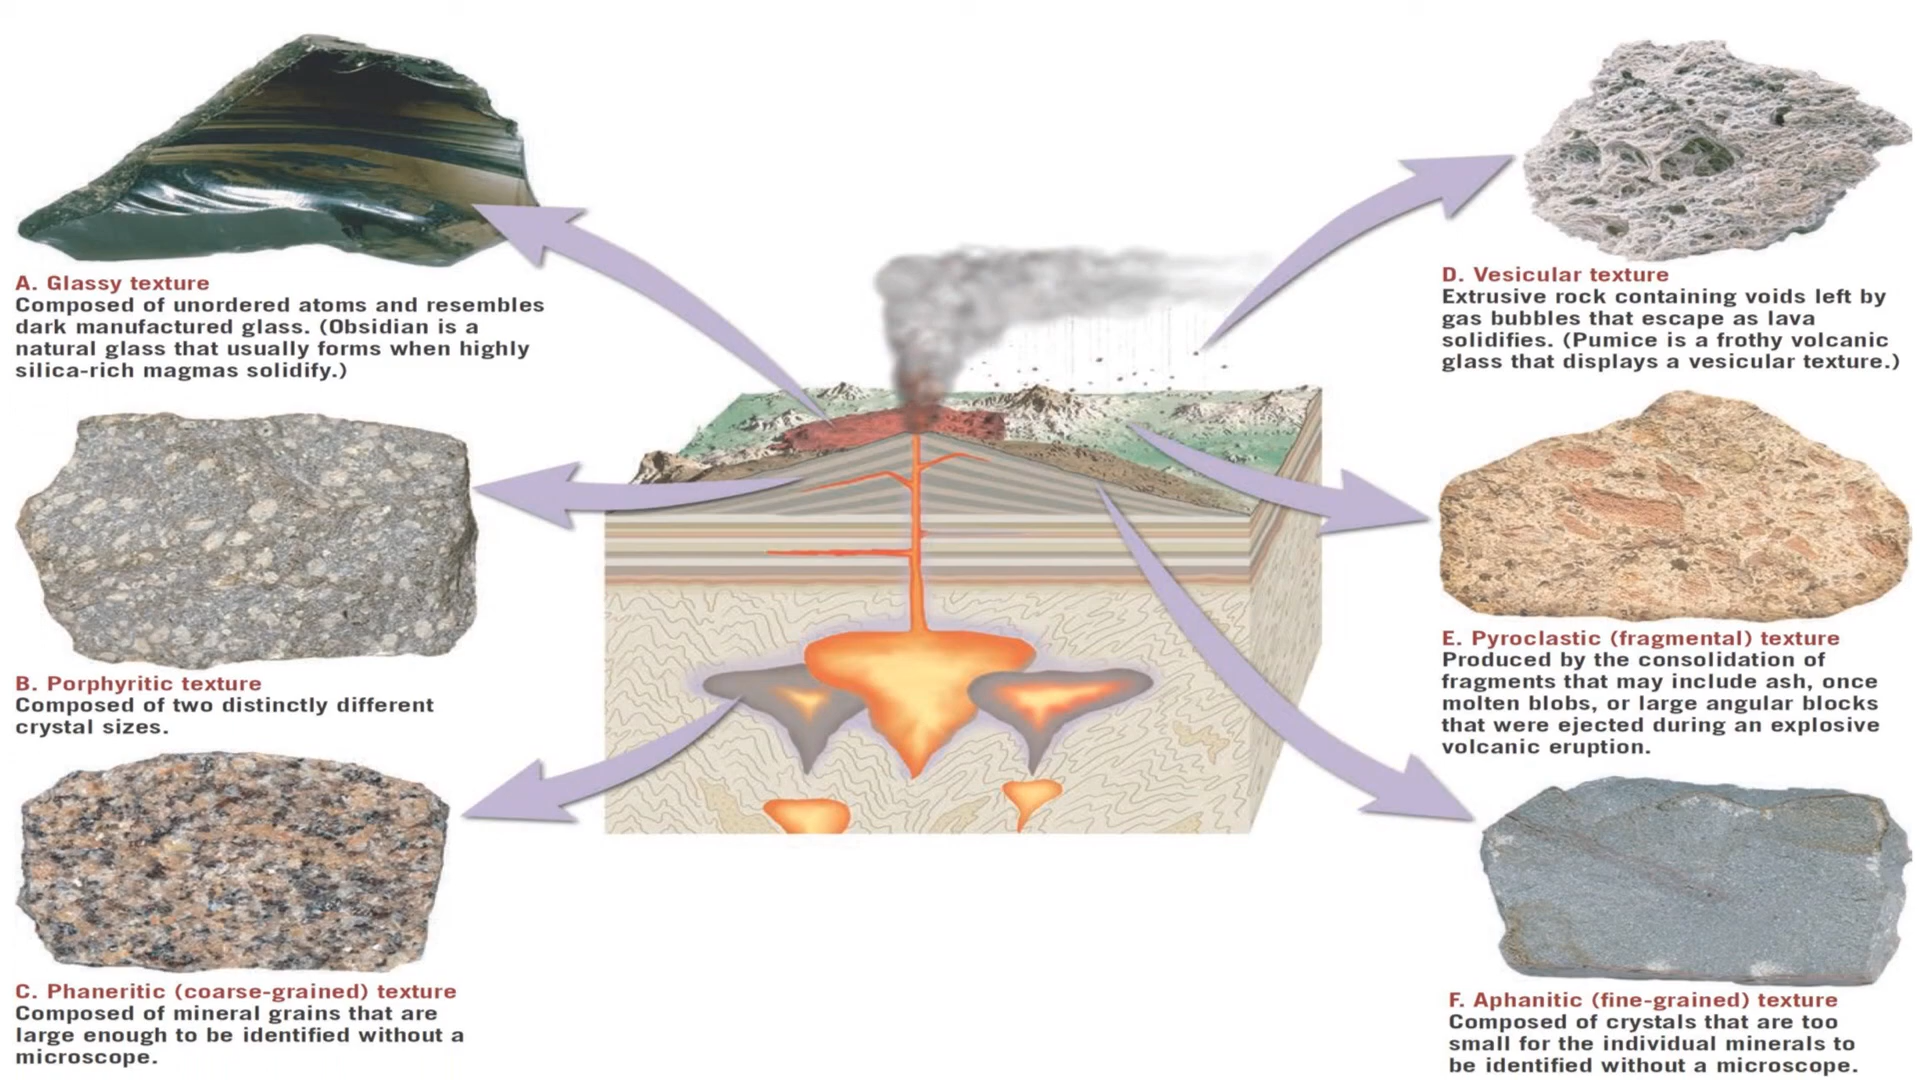 A. Glassy texture
Composed of unordered atoms and resembles
dark manufactured glass. (Obsidian is a
natural glass that usually forms when highly
silica-rich magmas solidify.)
B. Porphyritic texture
Composed of two distinctly different
crystal sizes.
C. Phaneritic (coarse-grained) texture
Composed of mineral grains that are
large enough to be identified without a
microscope.
D. Vesicular texture
Extrusive rock containing voids left by
gas bubbles that escape as lava
solidifies. (Pumice is a frothy volcanic
glass that displays a vesicular texture.)
E. Pyroclastic (fragmental) texture
Produced by the consolidation of
fragments that may include ash, once
molten blobs, or large angular blocks
that were ejected during an explosive
volcanic eruption.
F. Aphanitic (fine-grained) texture
Composed of crystals that are too
small for the individual minerals to
be identified without a microscope.